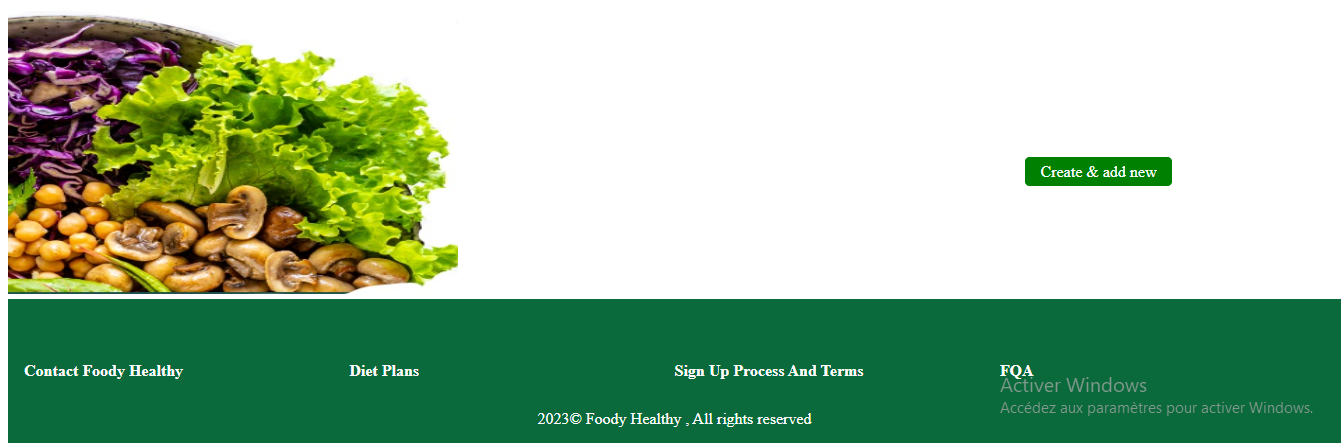 Create & add new
Contact Foody Healthy
Diet Plans
Sign Up Process And Terms
FQA
Activer Windows
Accédez aux paramètres pour activer Windows.
2023© Foody Healthy , All rights reserved